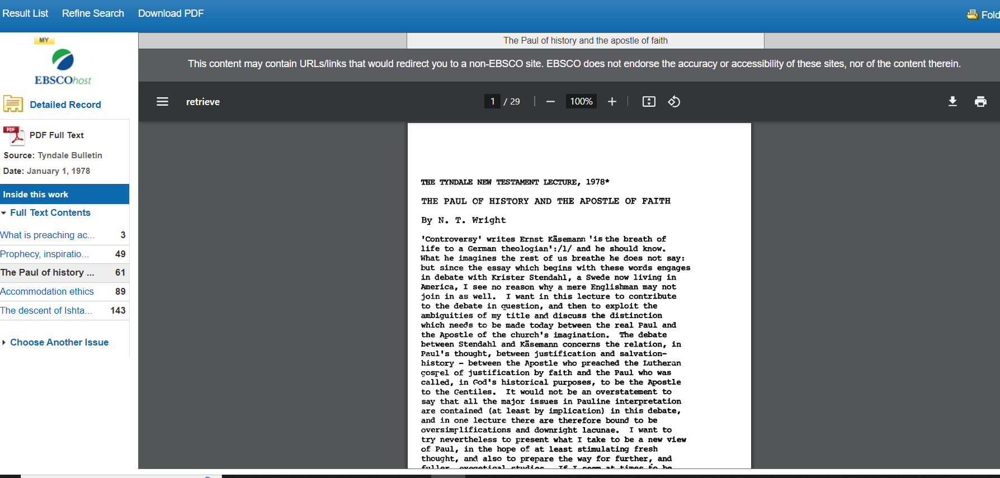 Result List Refine Search Download PDF
MY
EBSCOhost
Detailed Record
PDF
PDF Full Text
Source: Tyndale Bulletin
Date: January 1, 1978
Inside this work
Full Text Contents
What is preaching ac... 3
Prophecy, inspiratio... 49
The Paul of history ... 61
Accommodation ethics 89
The descent of Ishta... 143
Choose Another Issue
The Paul of history and the apostle of faith
This content may contain URLs/links that would redirect you to a non-EBSCO site. EBSCO does not endorse the accuracy or accessibility of these sites, nor of the content therein.
retrieve 1 / 29 100%
THE TYNDALE NEW TESTAMENT LECTURE, 1978*
THE PAUL OF HISTORY AND THE APOSTLE OF FAITH
By N. T. Wright
'Controversy' writes Ernst Käsemann 'is the breath of
life to a German theologian':/1/ and he should know.
What he imagines the rest of us breathe he does not say:
but since the essay which begins with these words engages
in debate with Krister Stendahl, a Swede now living in
America, I see no reason why a mere Englishman may not
join in as well. I want in this lecture to contribute
to the debate in question, and then to exploit the
ambiguities of my title and discuss the distinction
which needs to be made today between the real Paul and
the Apostle of the church's imagination. The debate
between Stendahl and Käsemann concerns the relation, in
Paul's thought, between justification and salvation-
history - between the Apostle who preached the Lutheran
gospel of justification by faith and the Paul who was
called, in God's historical purposes, to be the Apostle
to the Gentiles. It would not be an overstatement to
say that all the major issues in Pauline interpretation
are contained (at least by implication) in this debate,
and in one lecture there are therefore bound to be
oversimplifications and downright lacunae. I want to
try nevertheless to present what I take to be a new view
of Paul, in the hope of at least stimulating fresh
thought, and also to prepare the way for further, and
fuller, exegetical studies. If I seem at times to be